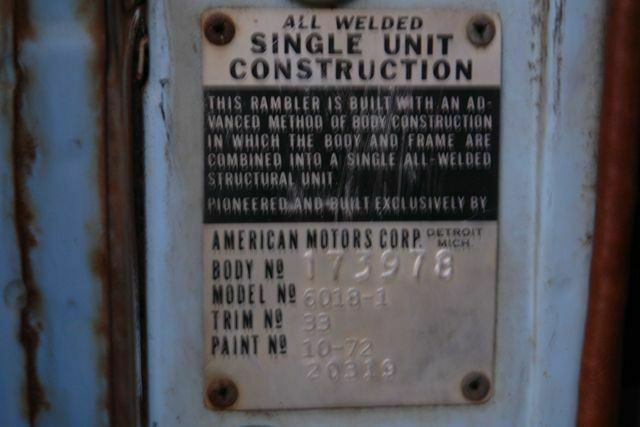 ALL WELDED
SINGLE UNIT
CONSTRUCTION
THIS RAMBLER IS BUILT WITH AN AD-
VANCED METHOD OF BODY CONSTRUCTION
IN WHICH THE BODY AND FRAME ARE
COMBINED INTO A SINGLE ALL-WELDED
STRUCTURAL UNIT
PIONEERED AND BUILT EXCLUSIVELY BY
AMERICAN MOTORS CORP. DETROIT MICH.
BODY Nº 173978
MODEL Nº 6018-1
TRIM Nº 33
PAINT Nº 10-72
20319